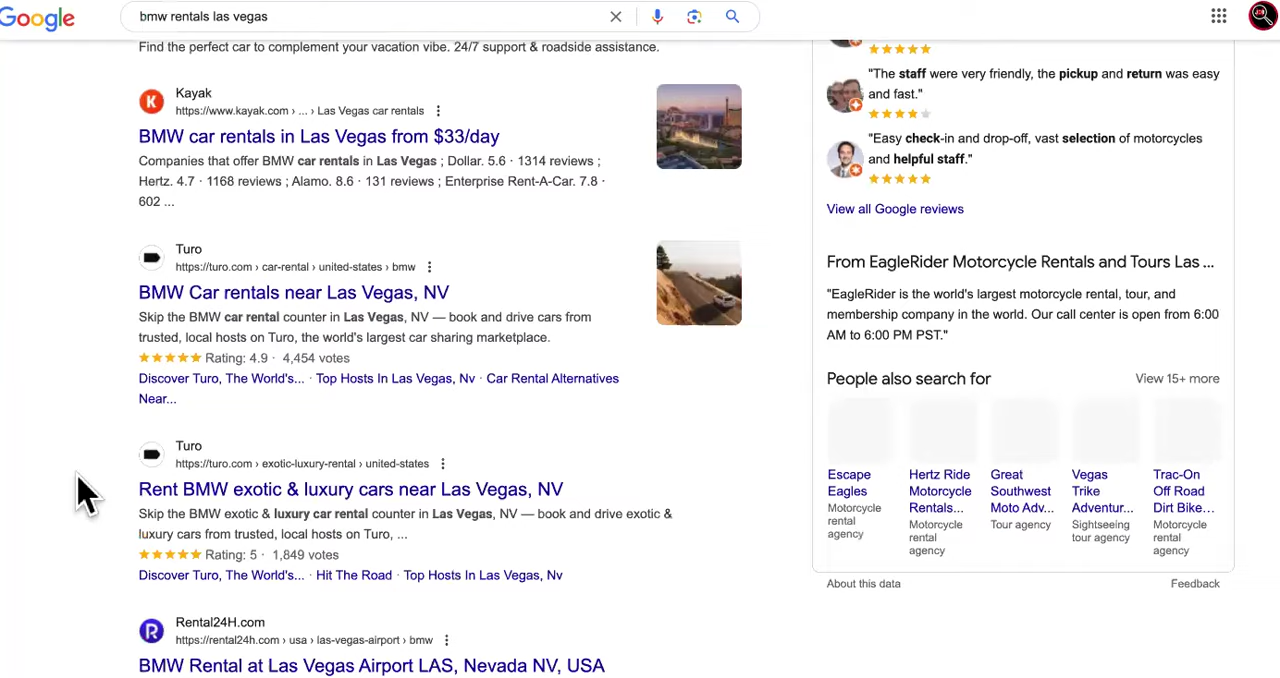 Google
bmw rentals las vegas
Find the perfect car to complement your vacation vibe. 24/7 support & roadside assistance.
K
Kayak
https://www.kayak.com › ... › Las Vegas car rentals
BMW car rentals in Las Vegas from $33/day
Companies that offer BMW car rentals in Las Vegas ; Dollar. 5.6 · 1314 reviews ;
Hertz. 4.7 · 1168 reviews ; Alamo. 8.6 · 131 reviews ; Enterprise Rent-A-Car. 7.8 ·
602 ...
Turo
https://turo.com › car-rental › united-states › bmw
BMW Car rentals near Las Vegas, NV
Skip the BMW car rental counter in Las Vegas, NV — book and drive cars from
trusted, local hosts on Turo, the world's largest car sharing marketplace.
Rating: 4.9 · 4,454 votes
Discover Turo, The World's... · Top Hosts In Las Vegas, Nv · Car Rental Alternatives
Near...
Turo
https://turo.com › exotic-luxury-rental › united-states
Rent BMW exotic & luxury cars near Las Vegas, NV
Skip the BMW exotic & luxury car rental counter in Las Vegas, NV — book and drive exotic &
luxury cars from trusted, local hosts on Turo, ...
Rating: 5 · 1,849 votes
Discover Turo, The World's... · Hit The Road · Top Hosts In Las Vegas, Nv
R
Rental24H.com
https://rental24h.com › usa › las-vegas-airport › bmw
BMW Rental at Las Vegas Airport LAS, Nevada NV, USA
"The staff were very friendly, the pickup and return was easy
and fast."
"Easy check-in and drop-off, vast selection of motorcycles
and helpful staff."
View all Google reviews
From EagleRider Motorcycle Rentals and Tours Las ...
"EagleRider is the world's largest motorcycle rental, tour, and
membership company in the world. Our call center is open from 6:00
AM to 6:00 PM PST."
People also search for
View 15+ more
Escape
Eagles
Motorcycle
rental
agency
Hertz Ride
Motorcycle
Rentals...
Motorcycle
rental
agency
Great
Southwest
Moto Adv...
Tour agency
Vegas
Trike
Adventur...
Sightseeing
tour agency
Trac-On
Off Road
Dirt Bike…
Motorcycle
rental
agency
About this data
Feedback